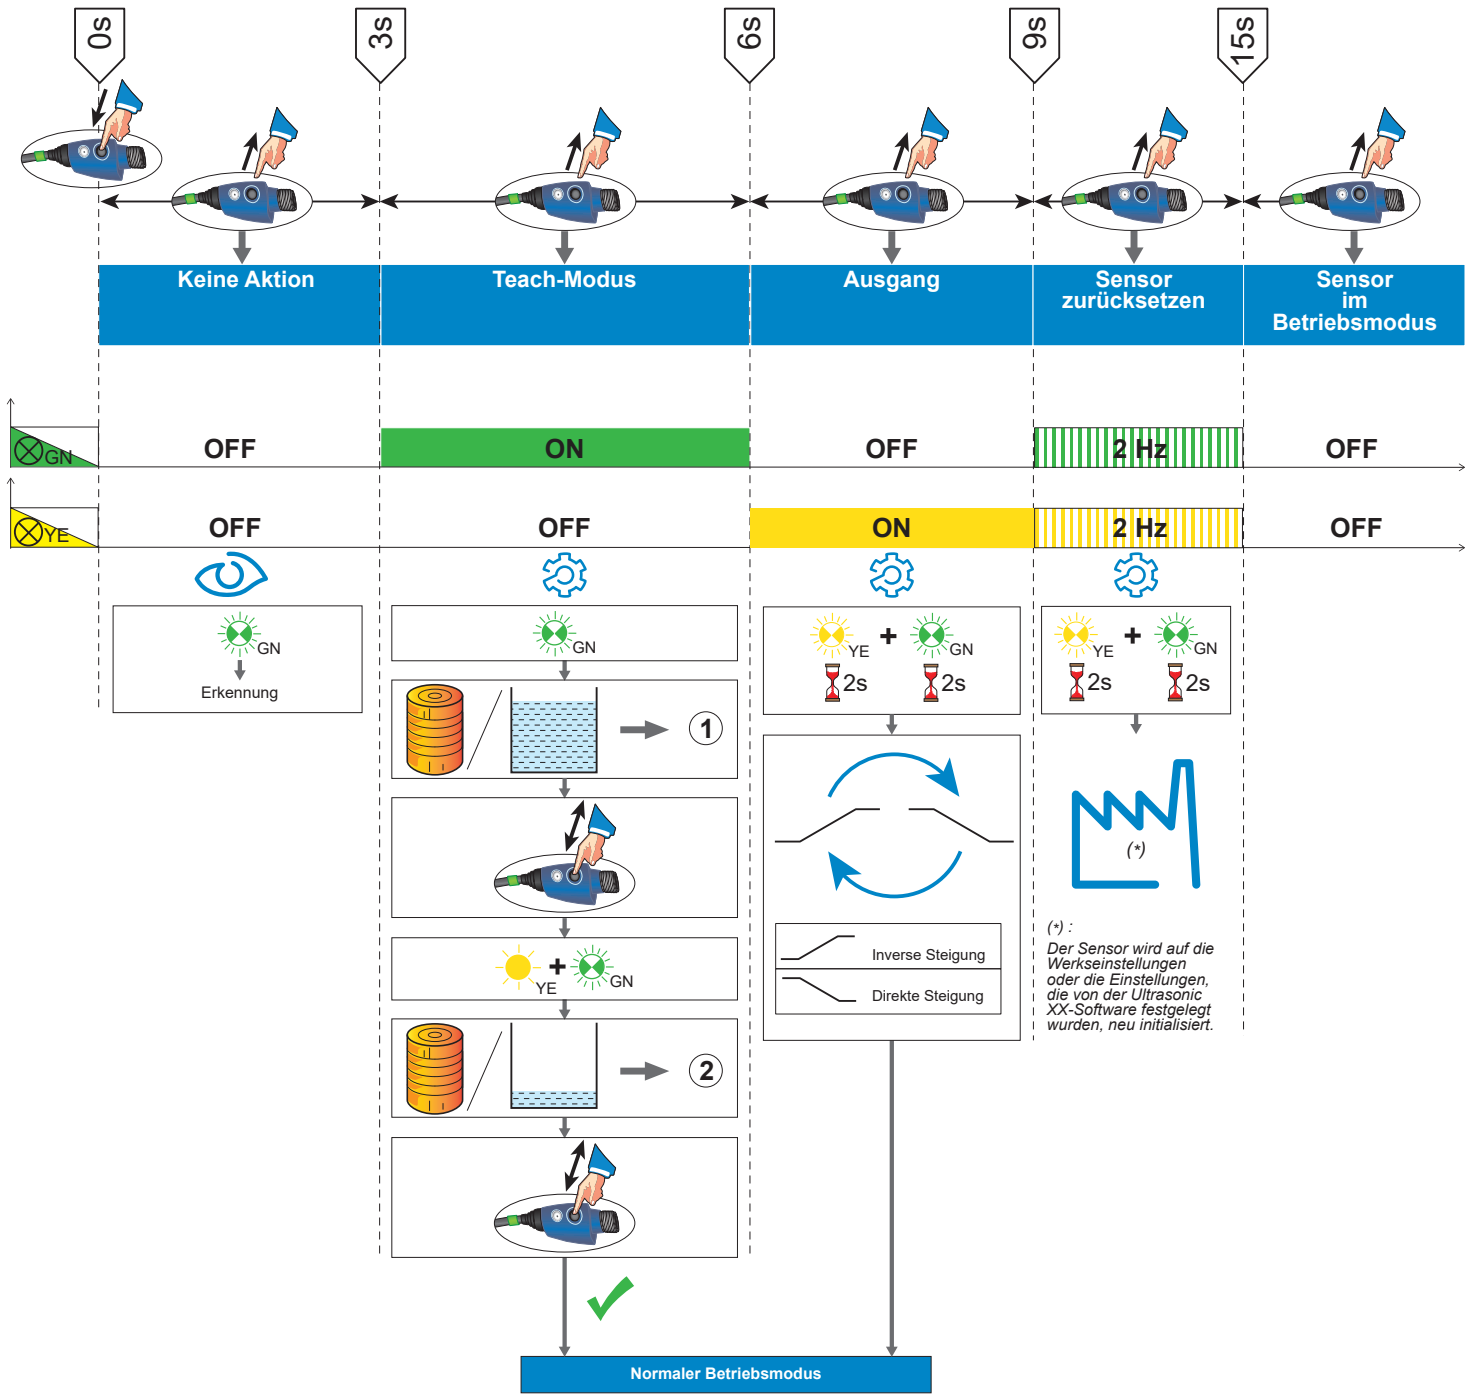 0s
3s
6s
9s
15s
Keine Aktion
Teach-Modus
Ausgang
Sensor
zurücksetzen
Sensor
im
Betriebsmodus
GN
OFF
ON
OFF
2 Hz
OFF
YE
OFF
OFF
ON
2 Hz
OFF
GN
Erkennung
GN
1
YE + GN
2
YE + GN
2s
2s
Inverse Steigung
Direkte Steigung
YE + GN
2s
2s
(*)
(*) :
Der Sensor wird auf die
Werkseinstellungen
oder die Einstellungen,
die von der Ultrasonic
XX-Software festgelegt
wurden, neu initialisiert.
Normaler Betriebsmodus